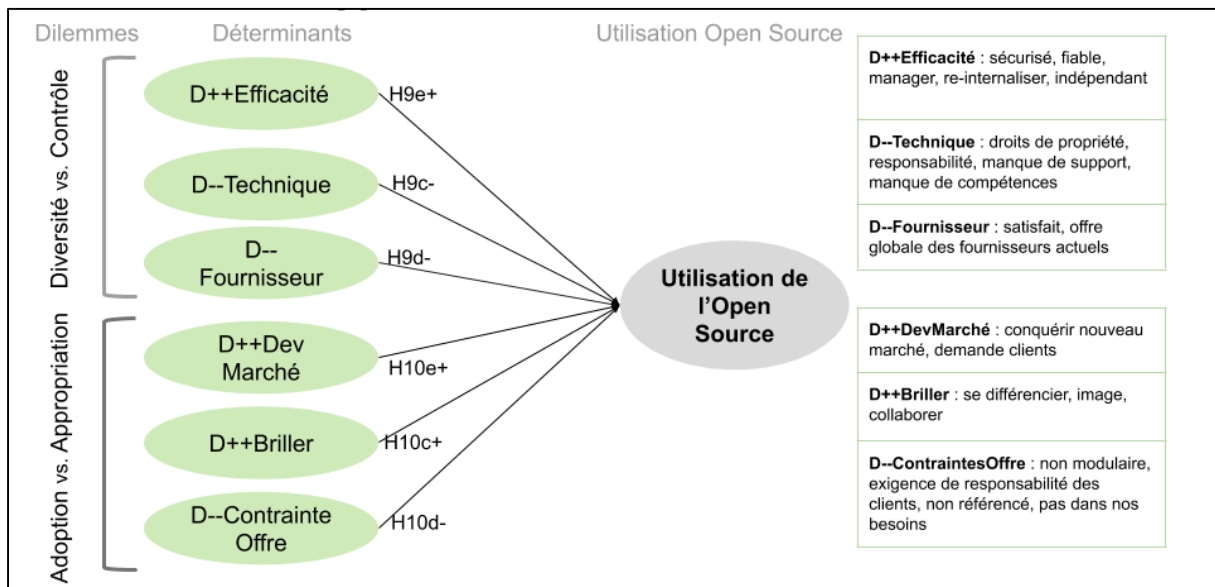 Dilemmes
Déterminants
Utilisation Open Source
Diversité vs. Contrôle
D++Efficacité
H9e+
D--Technique
H9c-
D--
Fournisseur
H9d-
Adoption vs. Appropriation
D++Dev
Marché
H10e+
D++Briller
H10c+
D--Contrainte
Offre
H10d-
Utilisation de
l'Open
Source
D++Efficacité : sécurisé, fiable,
manager, re-internaliser, indépendant
D--Technique : droits de propriété,
responsabilité, manque de support,
manque de compétences
D--Fournisseur : satisfait, offre
globale des fournisseurs actuels
D++DevMarché : conquérir nouveau
marché, demande clients
D++Briller : se différencier, image,
collaborer
D--ContraintesOffre : non modulaire,
exigence de responsabilité des
clients, non référencé, pas dans nos
besoins